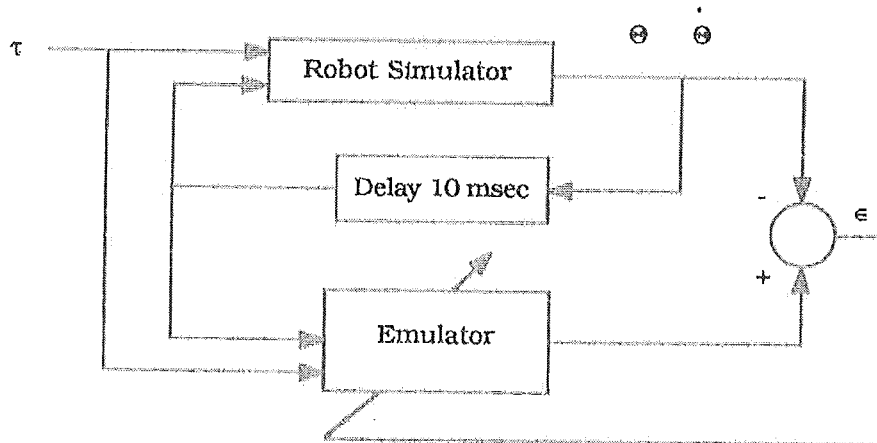 τ
Robot Simulator
Θ Θ̇
Delay 10 msec
-
ϵ
+
Emulator